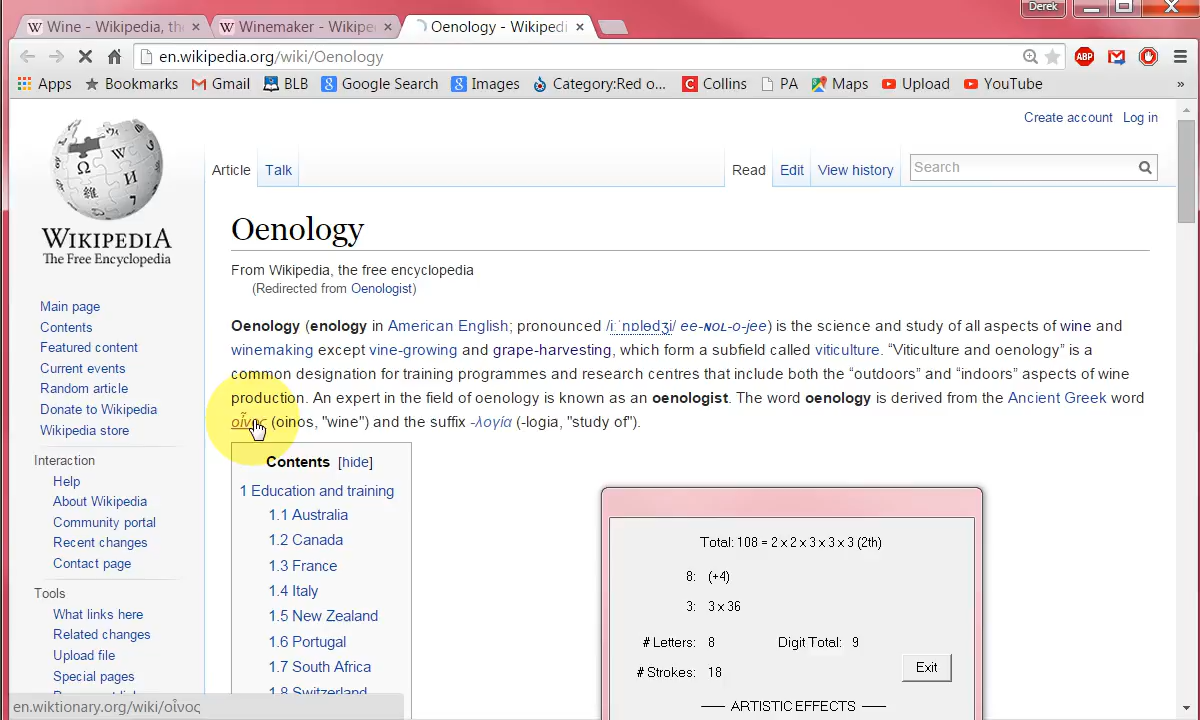 Derek
Wine - Wikipedia, the
Winemaker - Wikipe
Oenology - Wikipedi
en.wikipedia.org/wiki/Oenology
ABP
Apps Bookmarks Gmail BLB Google Search Images Category:Red o... Collins PA Maps Upload YouTube »
Create account Log in
WIKIPEDIA
The Free Encyclopedia
Article Talk Read Edit View history Search
Main page
Contents
Featured content
Current events
Random article
Donate to Wikipedia
Wikipedia store
Interaction
Help
About Wikipedia
Community portal
Recent changes
Contact page
Tools
What links here
Related changes
Upload file
Special pages
Oenology
From Wikipedia, the free encyclopedia
(Redirected from Oenologist)
Oenology (enology in American English; pronounced /iːˈnɒlədʒi/ ee-NOL-o-jee) is the science and study of all aspects of wine and
winemaking except vine-growing and grape-harvesting, which form a subfield called viticulture. “Viticulture and oenology” is a
common designation for training programmes and research centres that include both the “outdoors” and “indoors” aspects of wine
production. An expert in the field of oenology is known as an oenologist. The word oenology is derived from the Ancient Greek word
οἶνος (oinos, "wine") and the suffix -λογία (-logia, "study of").
Contents [hide]
1 Education and training
1.1 Australia
1.2 Canada
1.3 France
1.4 Italy
1.5 New Zealand
1.6 Portugal
1.7 South Africa
1.8 Switzerland
Total: 108 = 2 x 2 x 3 x 3 x 3 (2th)
8: (+4)
3: 3 x 36
# Letters: 8 Digit Total: 9
# Strokes: 18
Exit
ARTISTIC EFFECTS
en.wiktionary.org/wiki/οἶνος